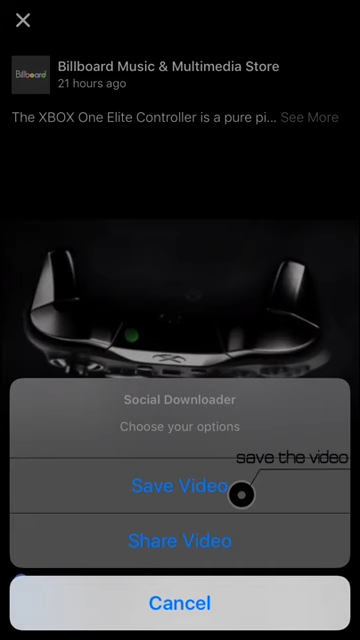 Billboard
Billboard Music & Multimedia Store
21 hours ago
The XBOX One Elite Controller is a pure pi... See More
Social Downloader
Choose your options
save the video
Save Video
Share Video
Cancel